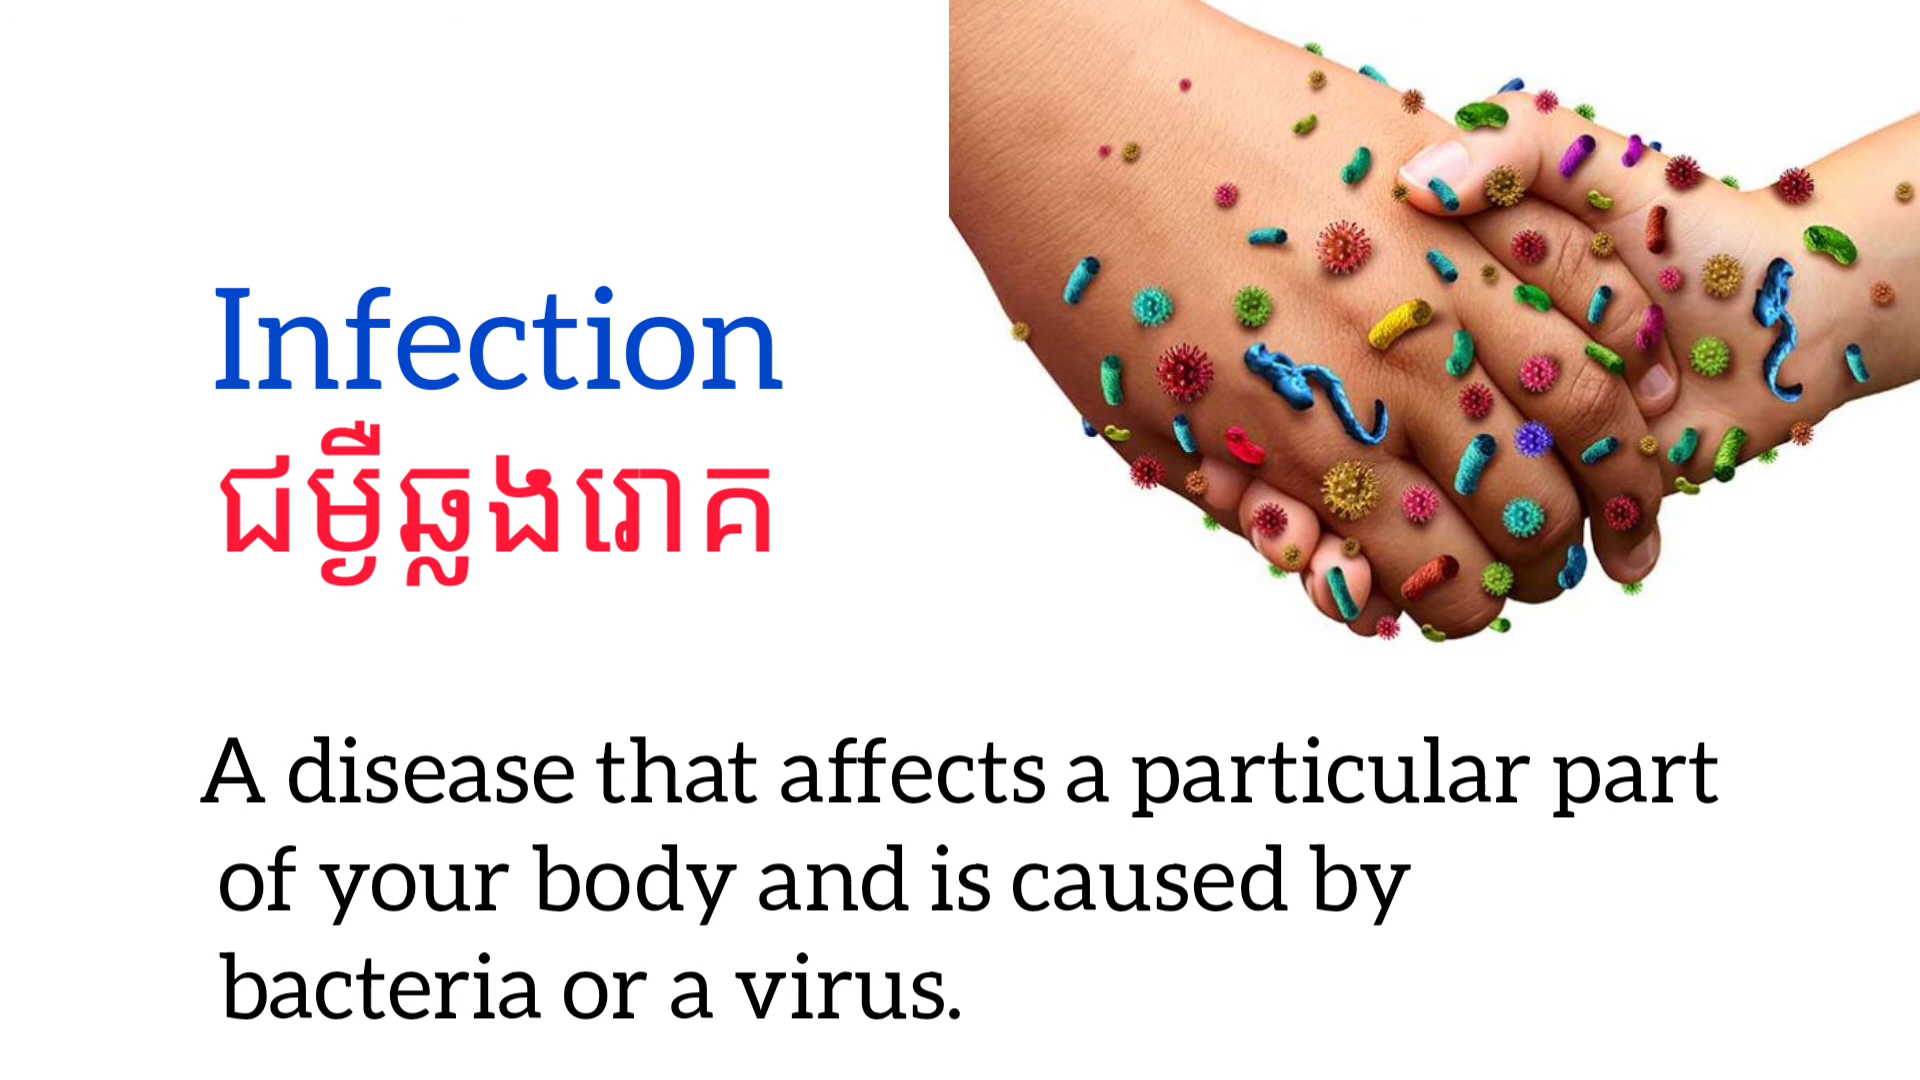 Infection
ជម្ងឺឆ្លងរោគ
A disease that affects a particular part
of your body and is caused by
bacteria or a virus.